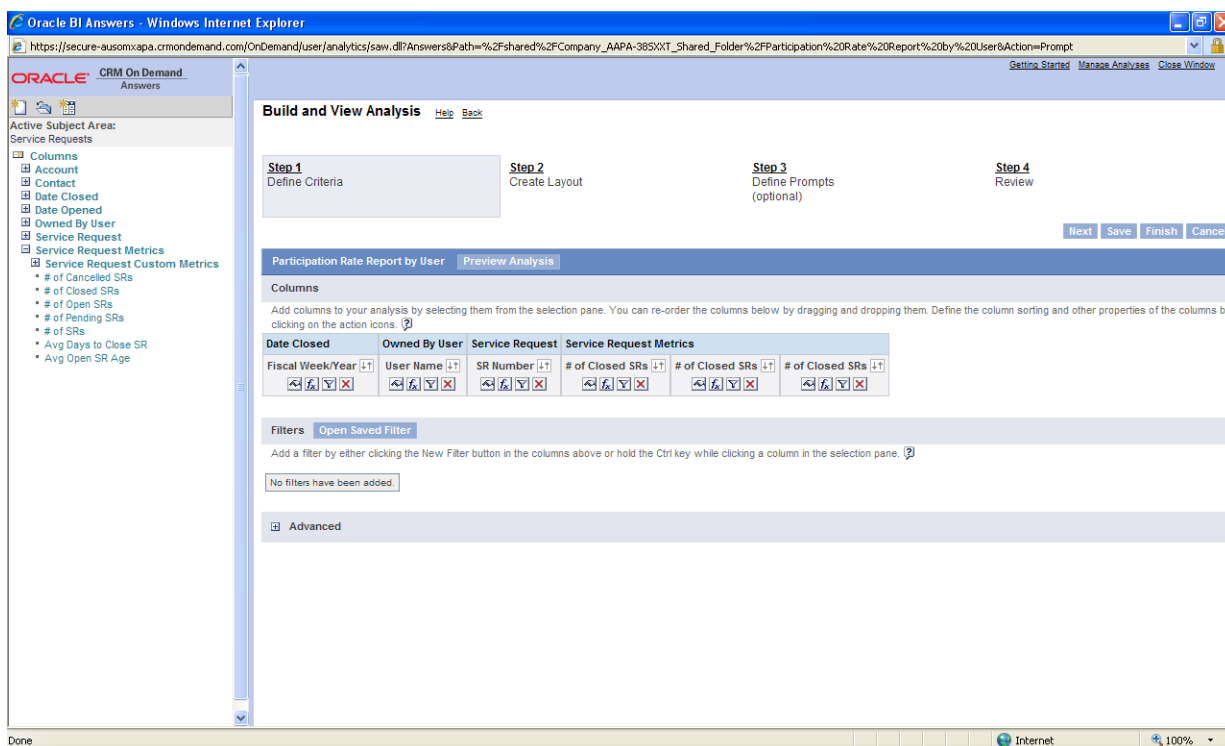 Oracle BI Answers - Windows Internet Explorer
https://secure-ausomxapa.crmondemand.com/OnDemand/user/analytics/saw.dll?Answers&Path=%2Fshared%2FCompany_AAPA-385XXT_Shared_Folder%2FParticipation%20Rate%20Report%20by%20User&Action=Prompt
ORACLE CRM On Demand
Answers
Getting Started Manage Analyses Close Window
Active Subject Area:
Service Requests
Columns
Account
Contact
Date Closed
Date Opened
Owned By User
Service Request
Service Request Metrics
Service Request Custom Metrics
# of Cancelled SRs
# of Closed SRs
# of Open SRs
# of Pending SRs
# of SRs
Avg Days to Close SR
Avg Open SR Age
Build and View Analysis Help Back
Step 1 Step 2 Step 3 Step 4
Define Criteria Create Layout Define Prompts Review
(optional)
Next Save Finish Cance
Participation Rate Report by User Preview Analysis
Columns
Add columns to your analysis by selecting them from the selection pane. You can re-order the columns below by dragging and dropping them. Define the column sorting and other properties of the columns b
clicking on the action icons. ?
Date Closed Owned By User Service Request Service Request Metrics
Fiscal Week/Year User Name SR Number # of Closed SRs # of Closed SRs # of Closed SRs
fx fx fx fx fx fx
Filters Open Saved Filter
Add a filter by either clicking the New Filter button in the columns above or hold the Ctrl key while clicking a column in the selection pane. ?
No filters have been added.
Advanced
Done Internet 100%